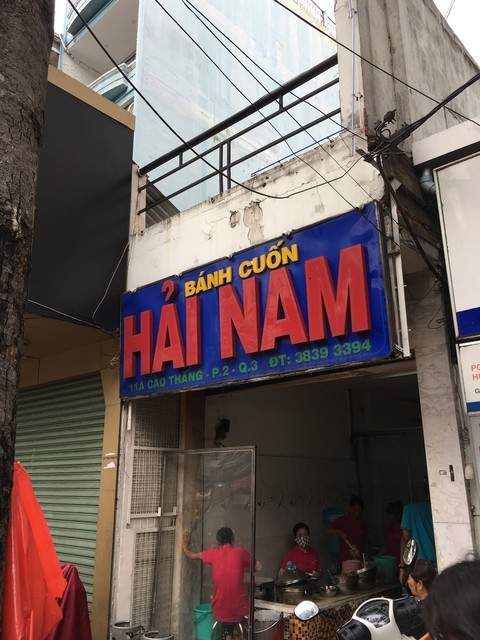 BÁNH CUỐN
HẢI NAM
11A CAO THẮNG - P.2 - Q.3 ĐT: 3839 3394